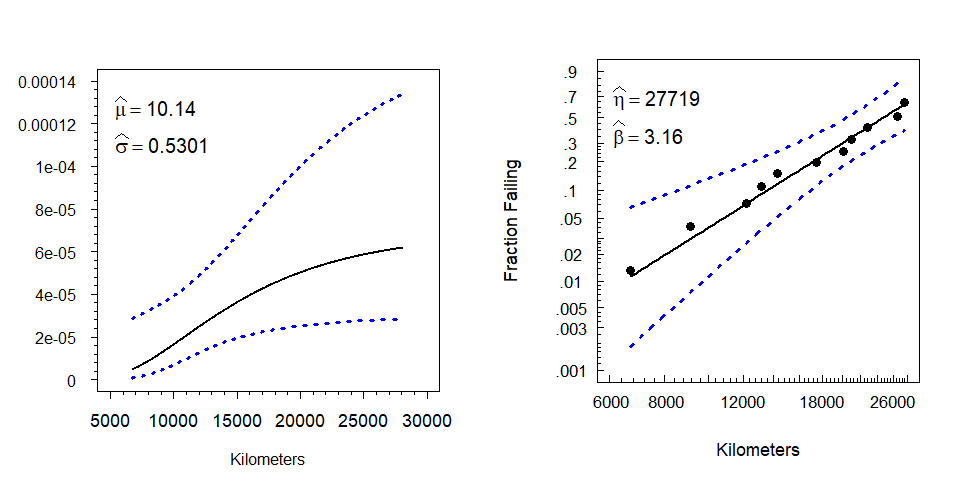 0.00014
0.00012
1e-04
8e-05
6e-05
4e-05
2e-05
0
μ̂ = 10.14
σ̂ = 0.5301
5000 10000 15000 20000 25000 30000
Kilometers
Fraction Failing
.9
.7
.5
.3
.2
.1
.05
.02
.01
.005
.003
.001
η̂ = 27719
β̂ = 3.16
6000 8000 12000 18000 26000
Kilometers